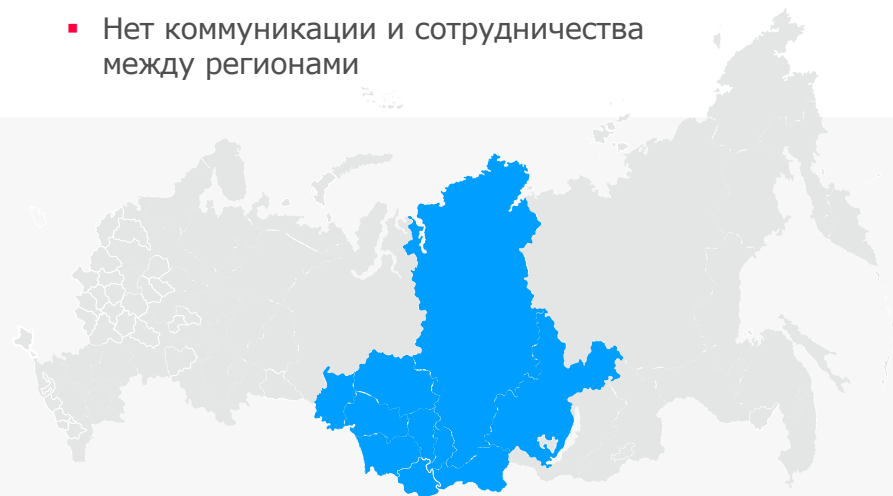 Нет коммуникации и сотрудничества
между регионами